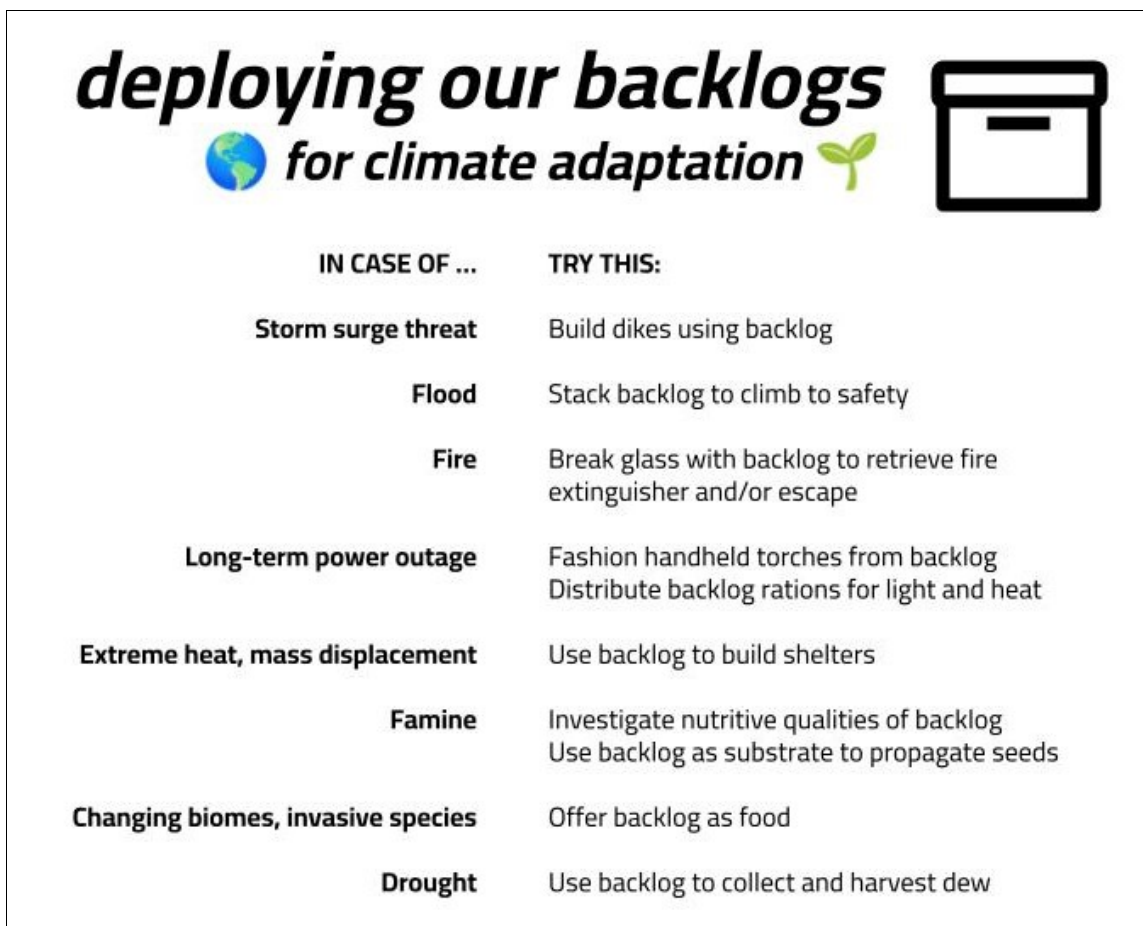 deploying our backlogs
for climate adaptation
IN CASE OF ... TRY THIS:
Storm surge threat Build dikes using backlog
Flood Stack backlog to climb to safety
Fire Break glass with backlog to retrieve fire
extinguisher and/or escape
Long-term power outage Fashion handheld torches from backlog
Distribute backlog rations for light and heat
Extreme heat, mass displacement Use backlog to build shelters
Famine Investigate nutritive qualities of backlog
Use backlog as substrate to propagate seeds
Changing biomes, invasive species Offer backlog as food
Drought Use backlog to collect and harvest dew